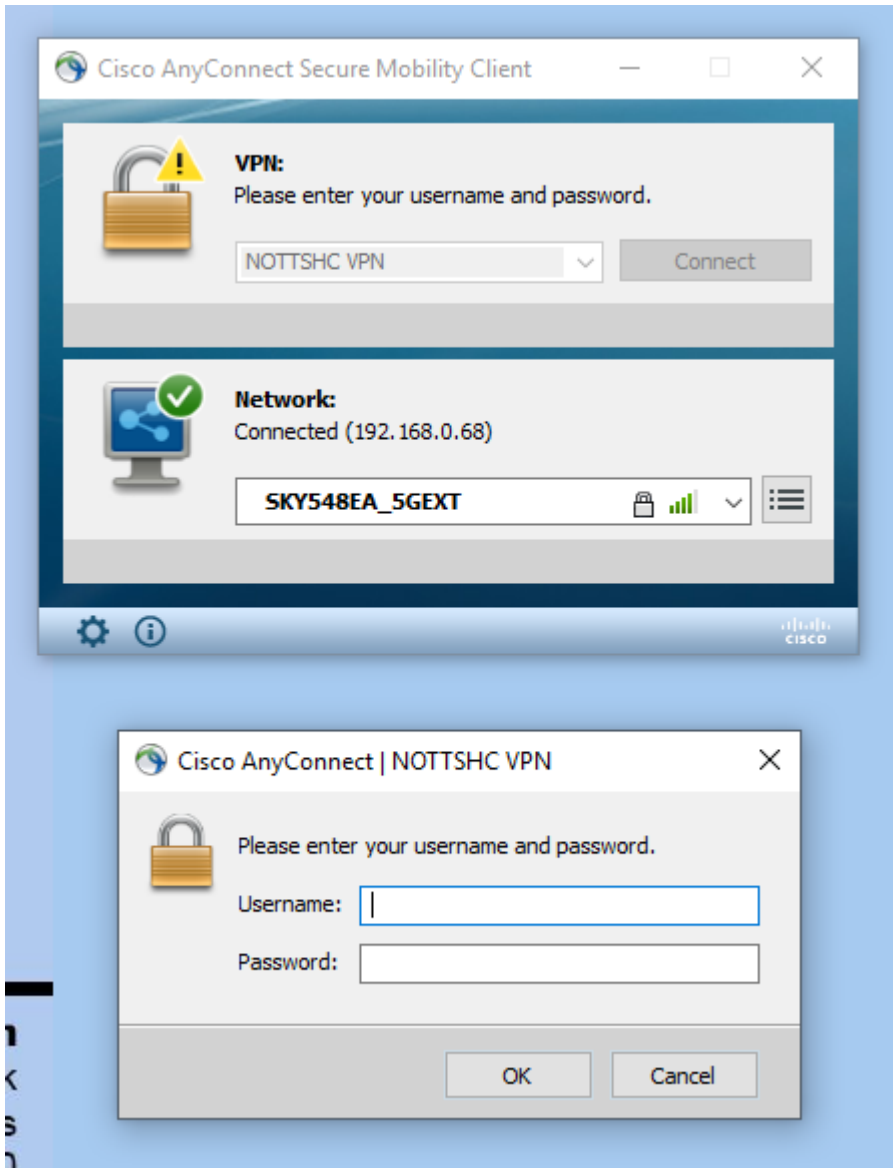 Cisco AnyConnect Secure Mobility Client
VPN:
Please enter your username and password.
NOTTSHC VPN
Connect
Network:
Connected (192.168.0.68)
SKY548EA_5GEXT
cisco
Cisco AnyConnect | NOTTSHC VPN
Please enter your username and password.
Username:
Password:
OK
Cancel